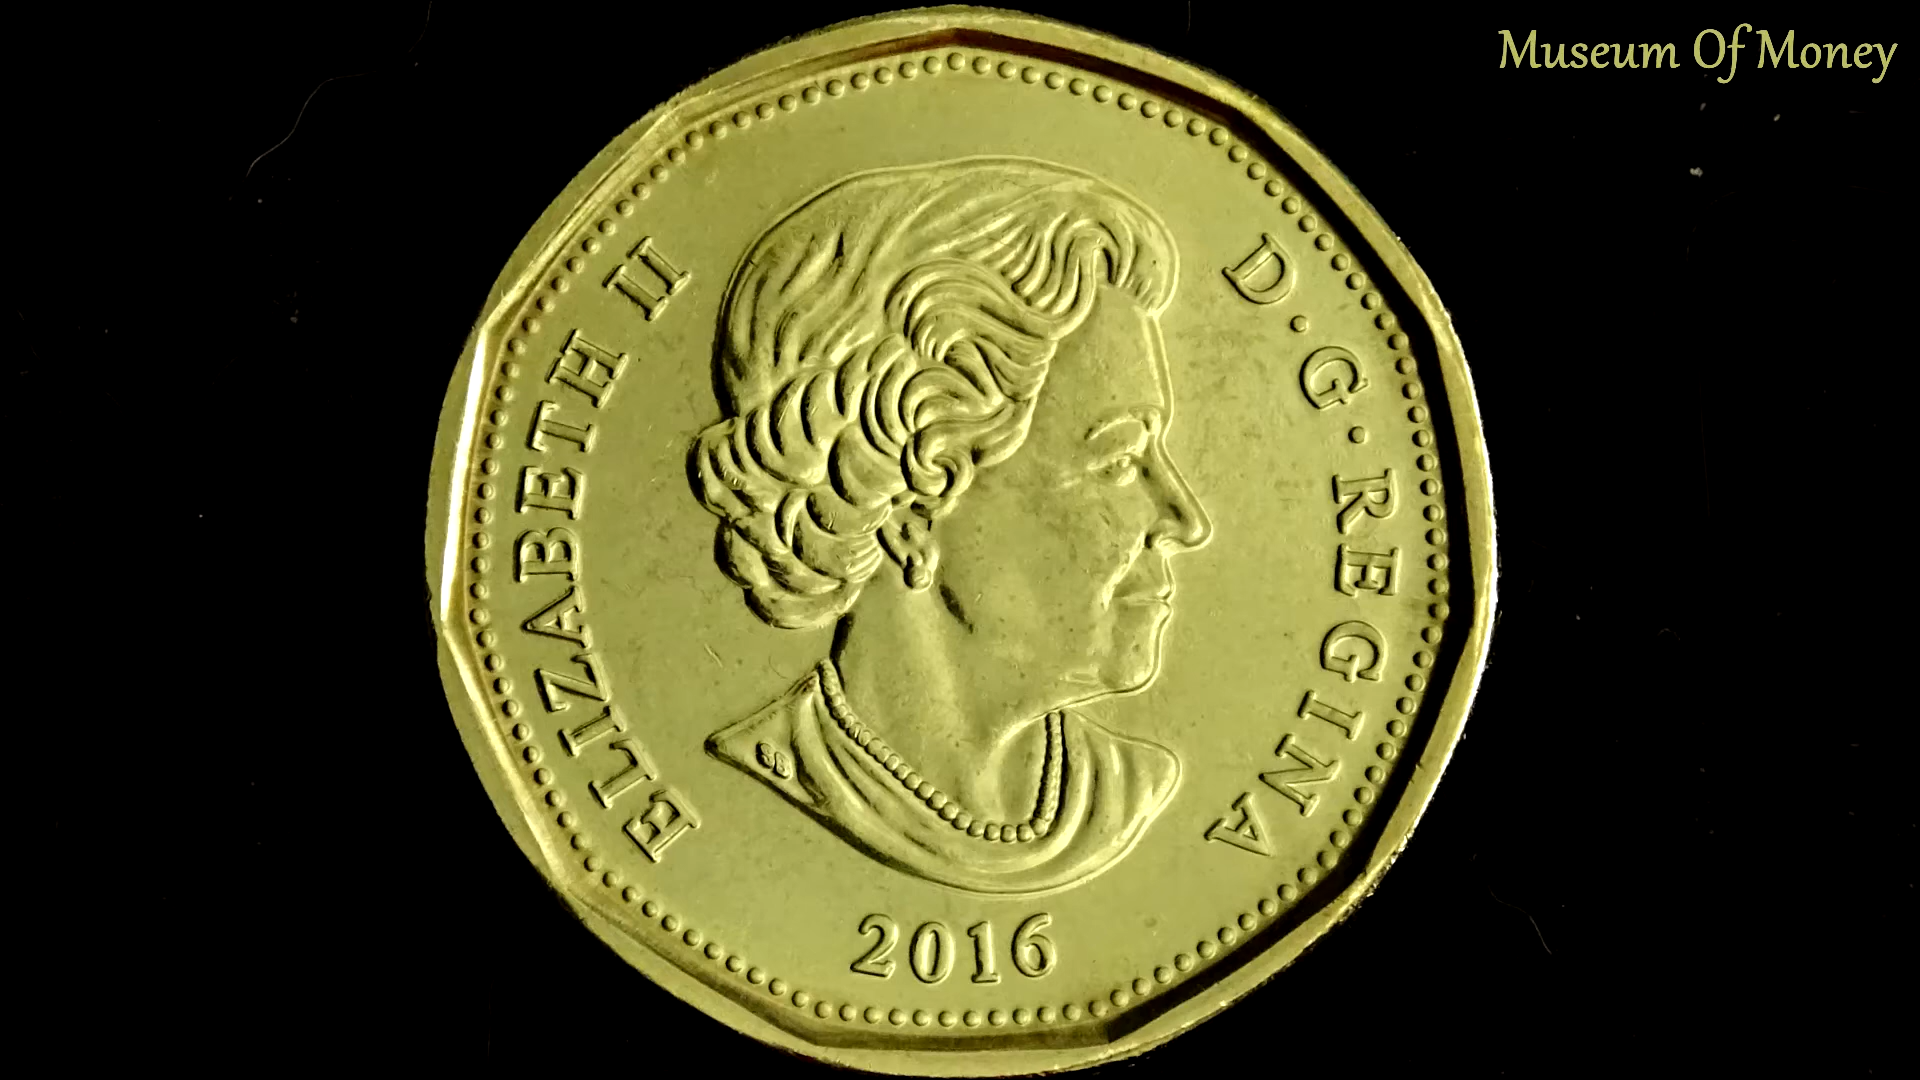 Museum Of Money
ELIZABETH II
D·G·REGINA
SB
2016